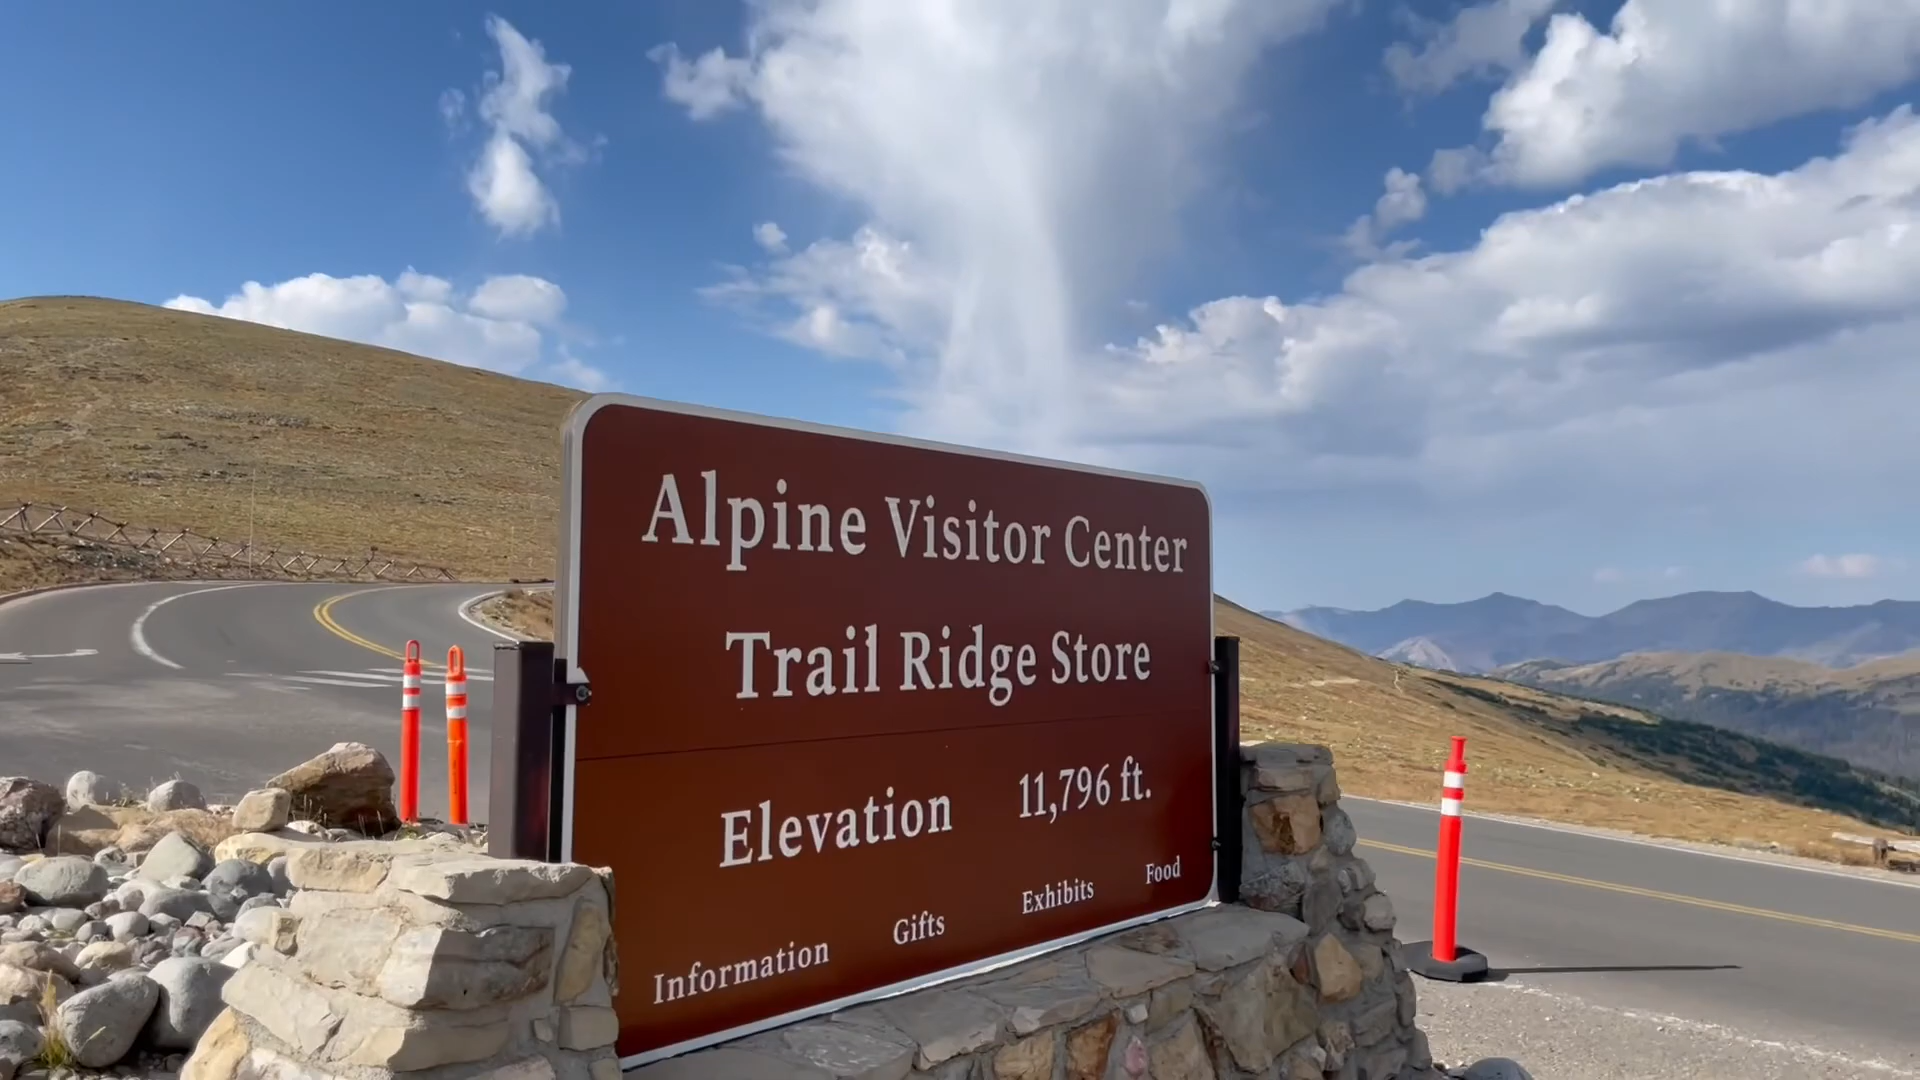 Alpine Visitor Center
Trail Ridge Store
Elevation 11,796 ft.
Information Gifts Exhibits Food